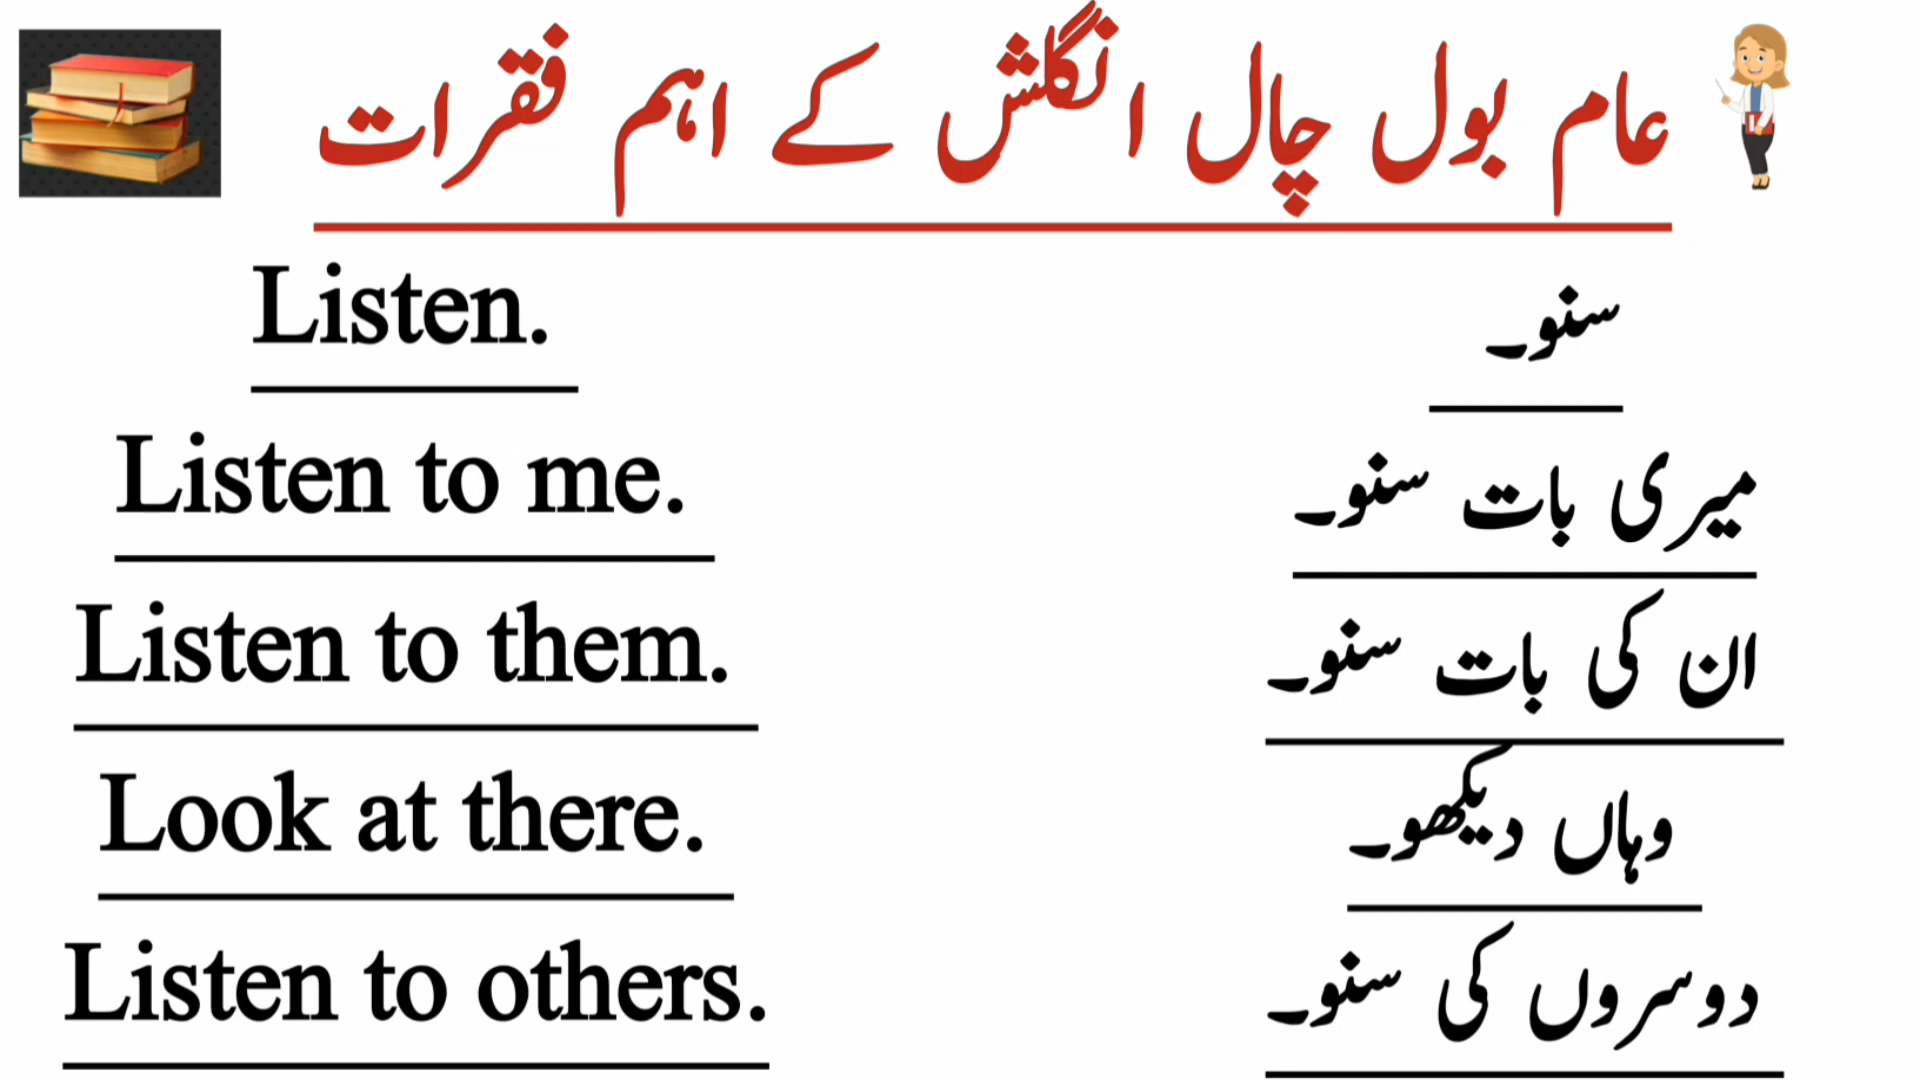 عام بول چال انگلش کے اہم فقرات
Listen.
سنو۔
Listen to me.
میری بات سنو۔
Listen to them.
ان کی بات سنو۔
Look at there.
وہاں دیکھو۔
Listen to others.
دوسروں کی سنو۔